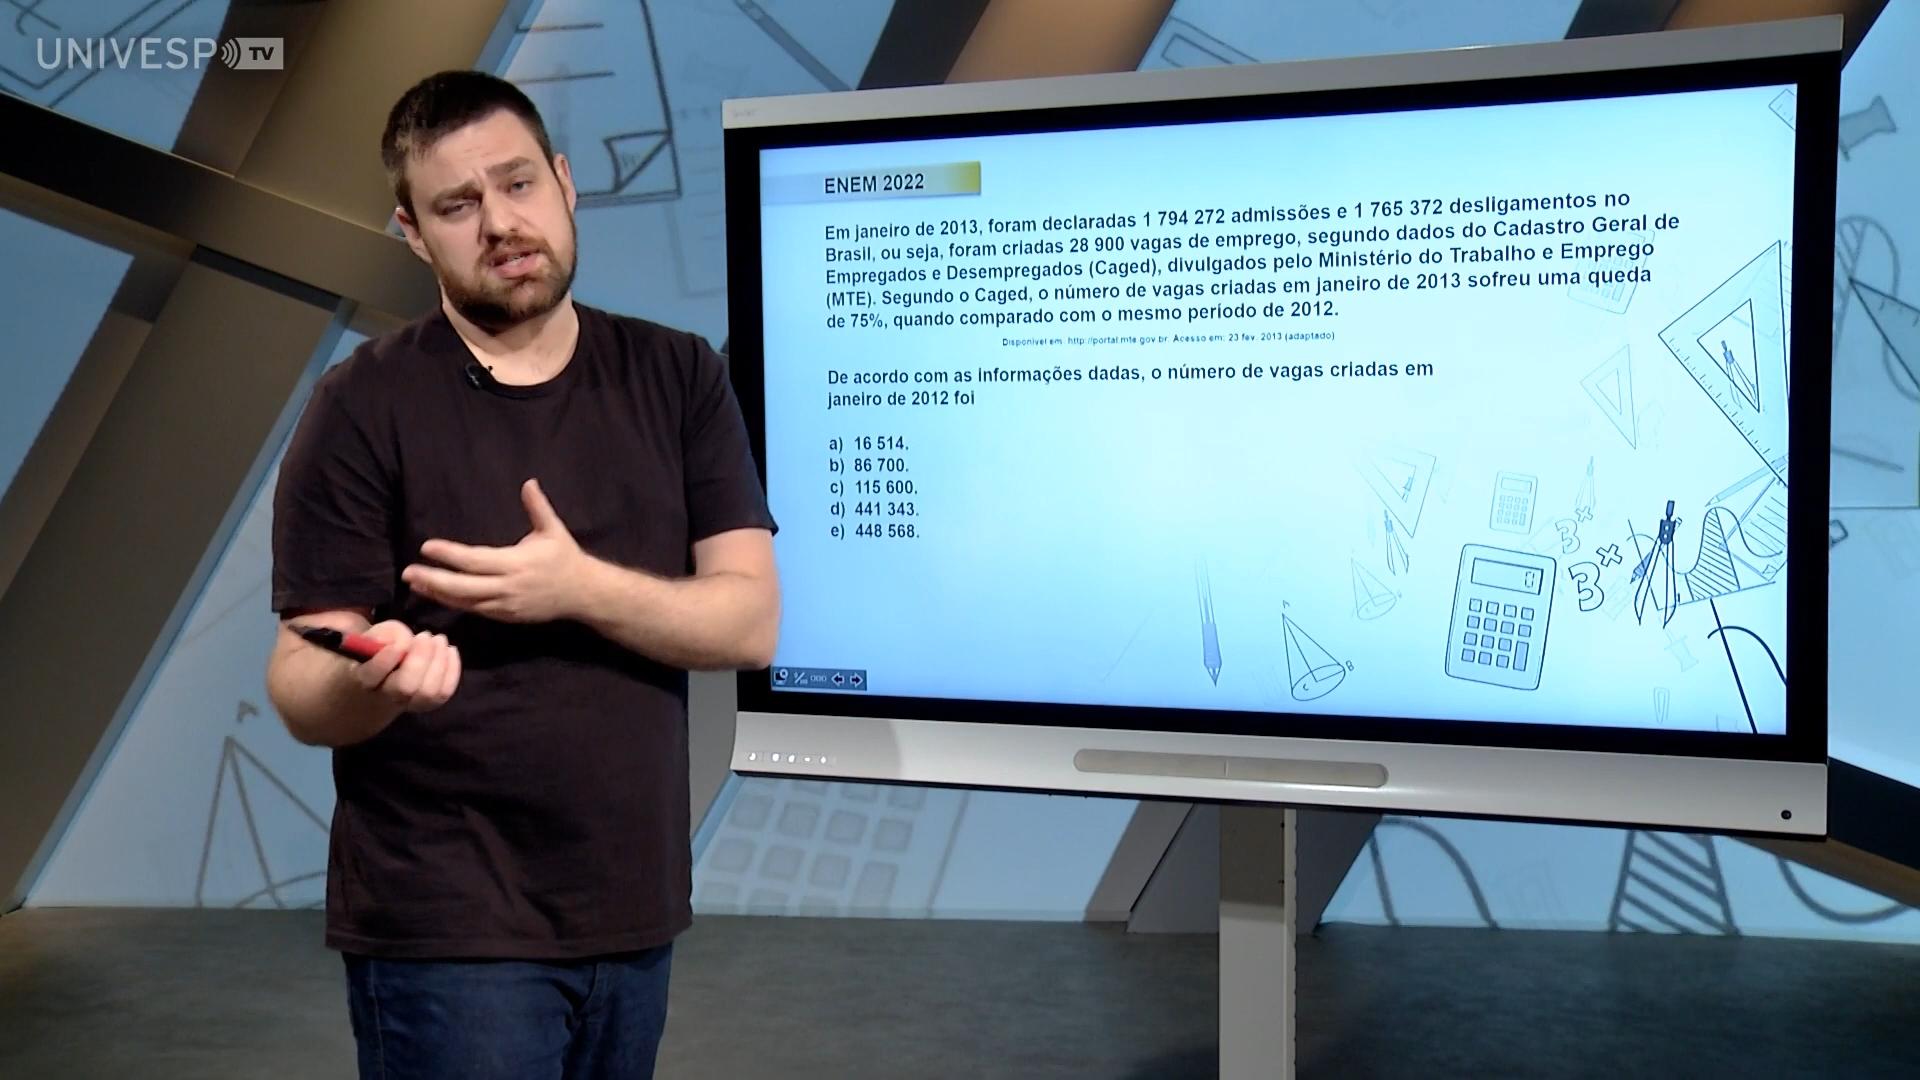 UNIVESP TV
ENEM 2022
Em janeiro de 2013, foram declaradas 1 794 272 admissões e 1 765 372 desligamentos no
Brasil, ou seja, foram criadas 28 900 vagas de emprego, segundo dados do Cadastro Geral de
Empregados e Desempregados (Caged), divulgados pelo Ministério do Trabalho e Emprego
(MTE). Segundo o Caged, o número de vagas criadas em janeiro de 2013 sofreu uma queda
de 75%, quando comparado com o mesmo período de 2012.
Disponível em: http://portal.mte.gov.br. Acesso em: 23 fev. 2013 (adaptado)
De acordo com as informações dadas, o número de vagas criadas em
janeiro de 2012 foi
a) 16 514.
b) 86 700.
c) 115 600.
d) 441 343.
e) 448 568.
3×
3×
0
A
B
C